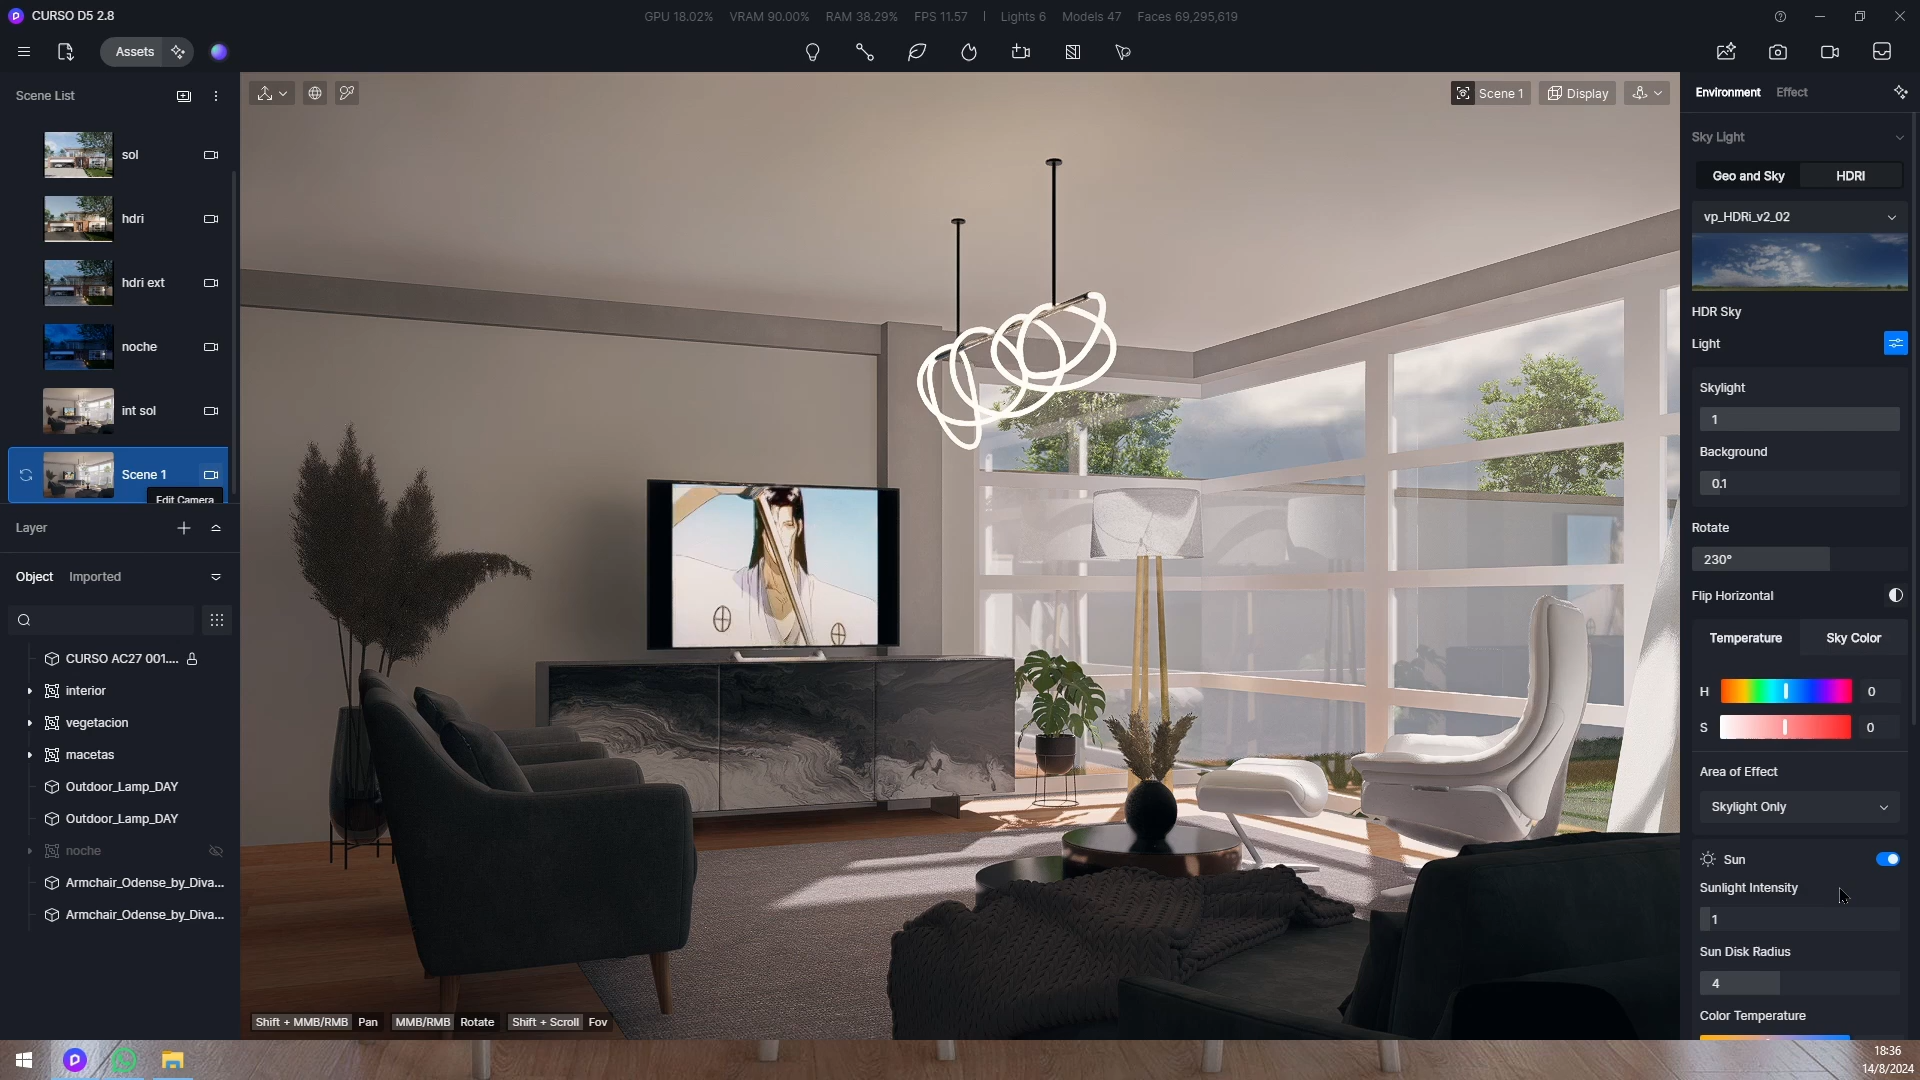 CURSO D5 2.8
GPU 18.02% VRAM 90.00% RAM 38.29% FPS 11.57 | Lights 6 Models 47 Faces 69,295,619
Assets
Scene List
sol
hdri
hdri ext
noche
int sol
Scene 1
Edit Camera
Layer
Object Imported
CURSO AC27 001....
interior
vegetacion
macetas
Outdoor_Lamp_DAY
Outdoor_Lamp_DAY
noche
Armchair_Odense_by_Diva...
Armchair_Odense_by_Diva...
Scene 1 Display
Shift + MMB/RMB Pan MMB/RMB Rotate Shift + Scroll Fov
Environment Effect
Sky Light
Geo and Sky HDRI
vp_HDRi_v2_02
HDR Sky
Light
Skylight
1
Background
0.1
Rotate
230°
Flip Horizontal
Temperature Sky Color
H 0
S 0
Area of Effect
Skylight Only
Sun
Sunlight Intensity
1
Sun Disk Radius
4
Color Temperature
18:36
14/8/2024